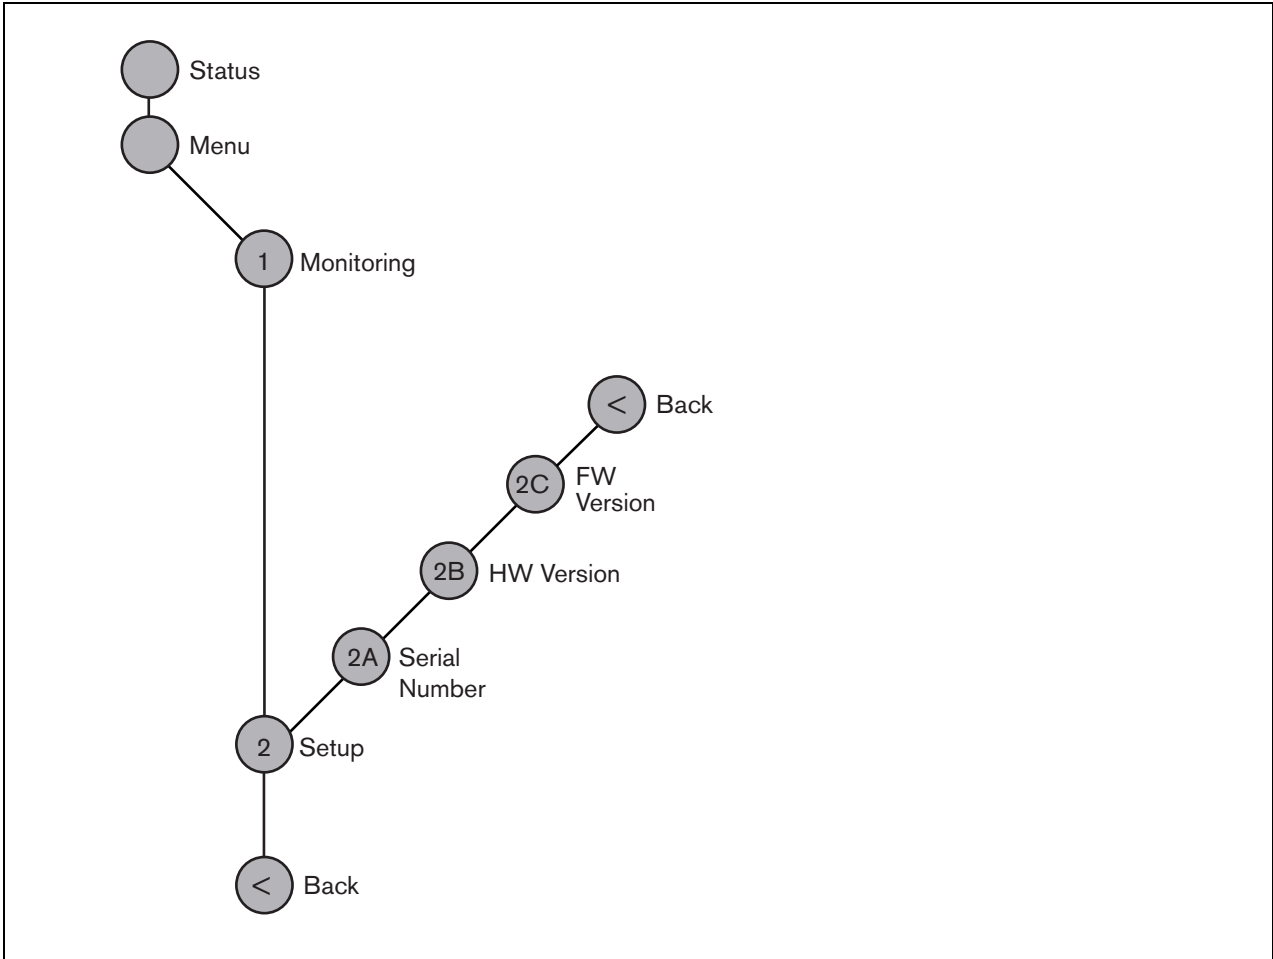 Status
Menu
1 Monitoring
< Back
2C FW
Version
2B HW Version
2A Serial
Number
2 Setup
< Back